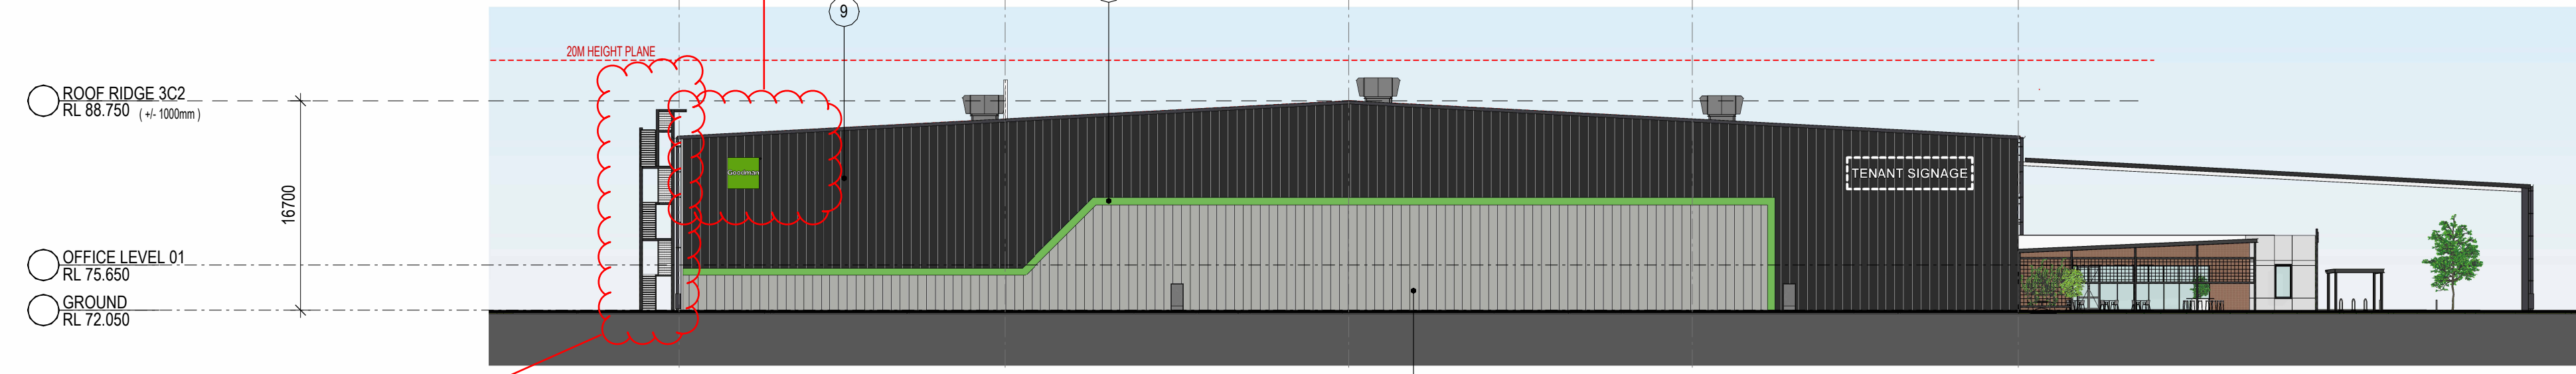 9
20M HEIGHT PLANE
ROOF RIDGE 3C2
RL 88.750 ( +/- 1000mm )
Goodman
TENANT SIGNAGE
16700
OFFICE LEVEL 01
RL 75.650
GROUND
RL 72.050